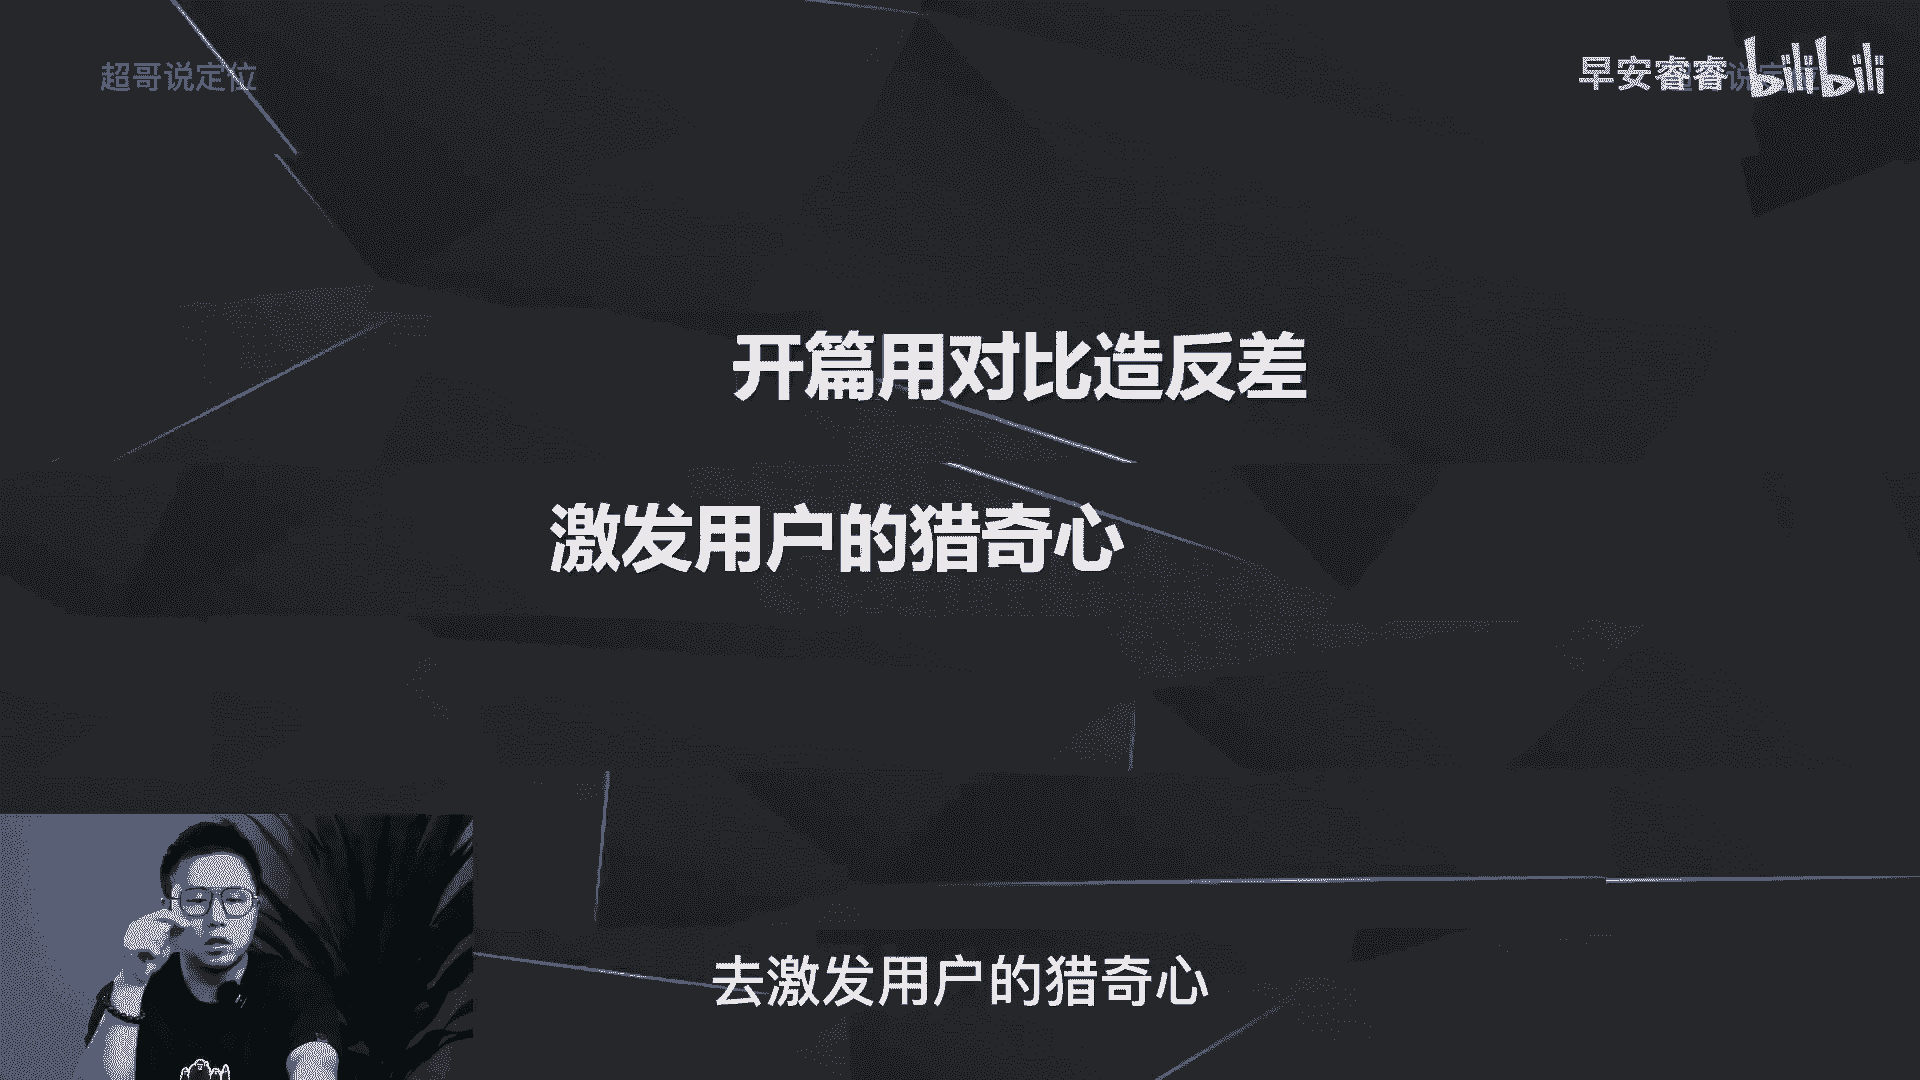 超哥说定位
早安睿睿 bilibili
开篇用对比造反差
激发用户的猎奇心
去激发用户的猎奇心